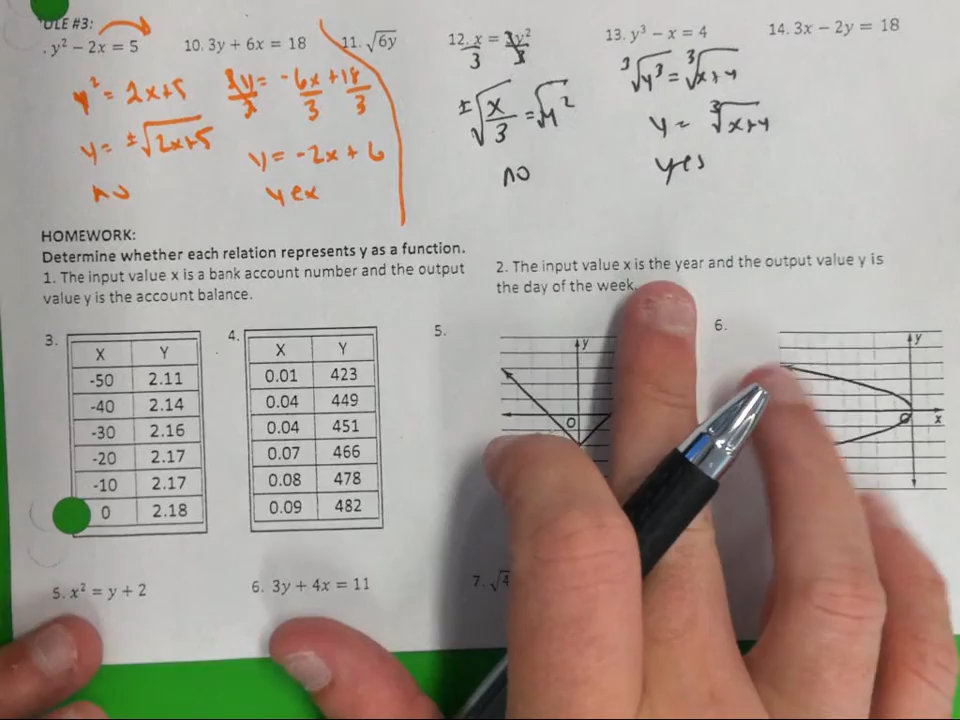 ULE #3:
. y² − 2x = 5
10. 3y + 6x = 18
11. √6y
12. x = 3y²
3 3
13. y³ − x = 4
14. 3x − 2y = 18
y² = 2x+5
3y = -6x + 18
3 3 3
± √x/3 = √y²
³√y³ = ³√x+4
y = ±√2x+5
y = -2x + 6
y = ³√x+4
no
yes
no
yes
HOMEWORK:
Determine whether each relation represents y as a function.
1. The input value x is a bank account number and the output
value y is the account balance.
2. The input value x is the year and the output value y is
the day of the week.
3.
X Y
-50 2.11
-40 2.14
-30 2.16
-20 2.17
-10 2.17
0 2.18
4.
X Y
0.01 423
0.04 449
0.04 451
0.07 466
0.08 478
0.09 482
5.
y
O
6.
y
O
x
5. x² = y + 2
6. 3y + 4x = 11
7. √4